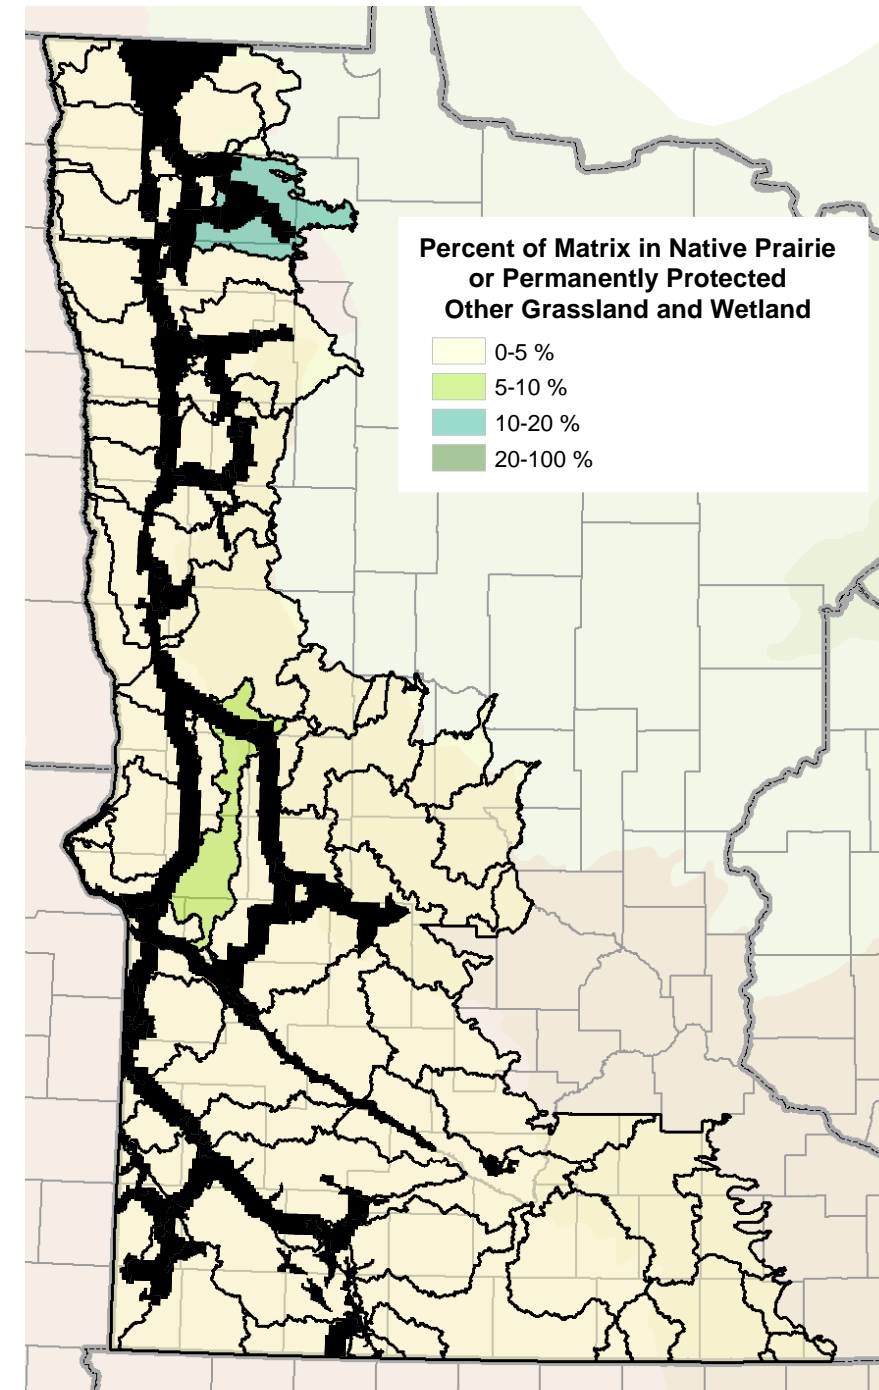 Percent of Matrix in Native Prairie
or Permanently Protected
Other Grassland and Wetland
0-5 %
5-10 %
10-20 %
20-100 %